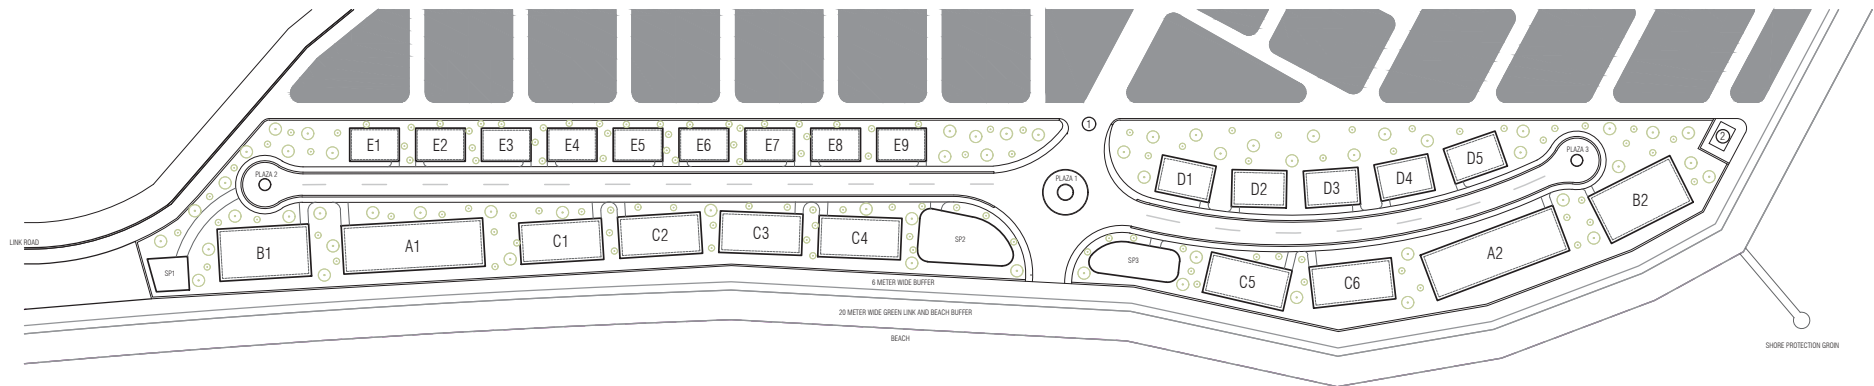 1
2
E1 E2 E3 E4 E5 E6 E7 E8 E9
D1 D2 D3 D4 D5
PLAZA 3
PLAZA 2
PLAZA 1
B2
LINK ROAD
B1 A1 C1 C2 C3 C4
SP2
SP1
SP3
C5 C6 A2
6 METER WIDE BUFFER
20 METER WIDE GREEN LINK AND BEACH BUFFER
BEACH
SHORE PROTECTION GROIN